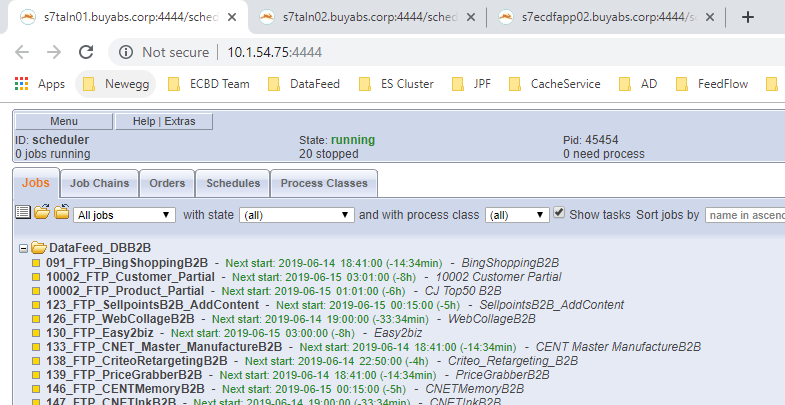 s7taln01.buyabs.corp:4444/sched
s7taln02.buyabs.corp:4444/sched
s7ecdfapp02.buyabs.corp:4444/s
Not secure 10.1.54.75:4444
Apps Newegg ECBD Team DataFeed ES Cluster JPF CacheService AD FeedFlow
Menu Help | Extras
ID: scheduler State: running Pid: 45454
0 jobs running 20 stopped 0 need process
Jobs Job Chains Orders Schedules Process Classes
All jobs with state (all) and with process class (all) Show tasks Sort jobs by name in ascen
DataFeed_DBB2B
091_FTP_BingShoppingB2B - Next start: 2019-06-14 18:41:00 (-14:34min) - BingShoppingB2B
10002_FTP_Customer_Partial - Next start: 2019-06-15 03:01:00 (-8h) - 10002 Customer Partial
10002_FTP_Product_Partial - Next start: 2019-06-15 01:01:00 (-6h) - CJ Top50 B2B
123_FTP_SellpointsB2B_AddContent - Next start: 2019-06-15 00:15:00 (-5h) - SellpointsB2B_AddContent
126_FTP_WebCollageB2B - Next start: 2019-06-14 19:00:00 (-33:34min) - WebCollageB2B
130_FTP_Easy2biz - Next start: 2019-06-15 03:00:00 (-8h) - Easy2biz
133_FTP_CNET_Master_ManufactureB2B - Next start: 2019-06-14 18:41:00 (-14:34min) - CENT Master ManufactureB2B
138_FTP_CriteoRetargetingB2B - Next start: 2019-06-14 22:50:00 (-4h) - Criteo_Retargeting_B2B
139_FTP_PriceGrabberB2B - Next start: 2019-06-14 18:41:00 (-14:34min) - PriceGrabberB2B
146_FTP_CENTMemoryB2B - Next start: 2019-06-15 00:15:00 (-5h) - CNETMemoryB2B
147_FTP_CNETInkB2B - Next start: 2019-06-14 19:00:00 (-33:34min) - CNETInkB2B